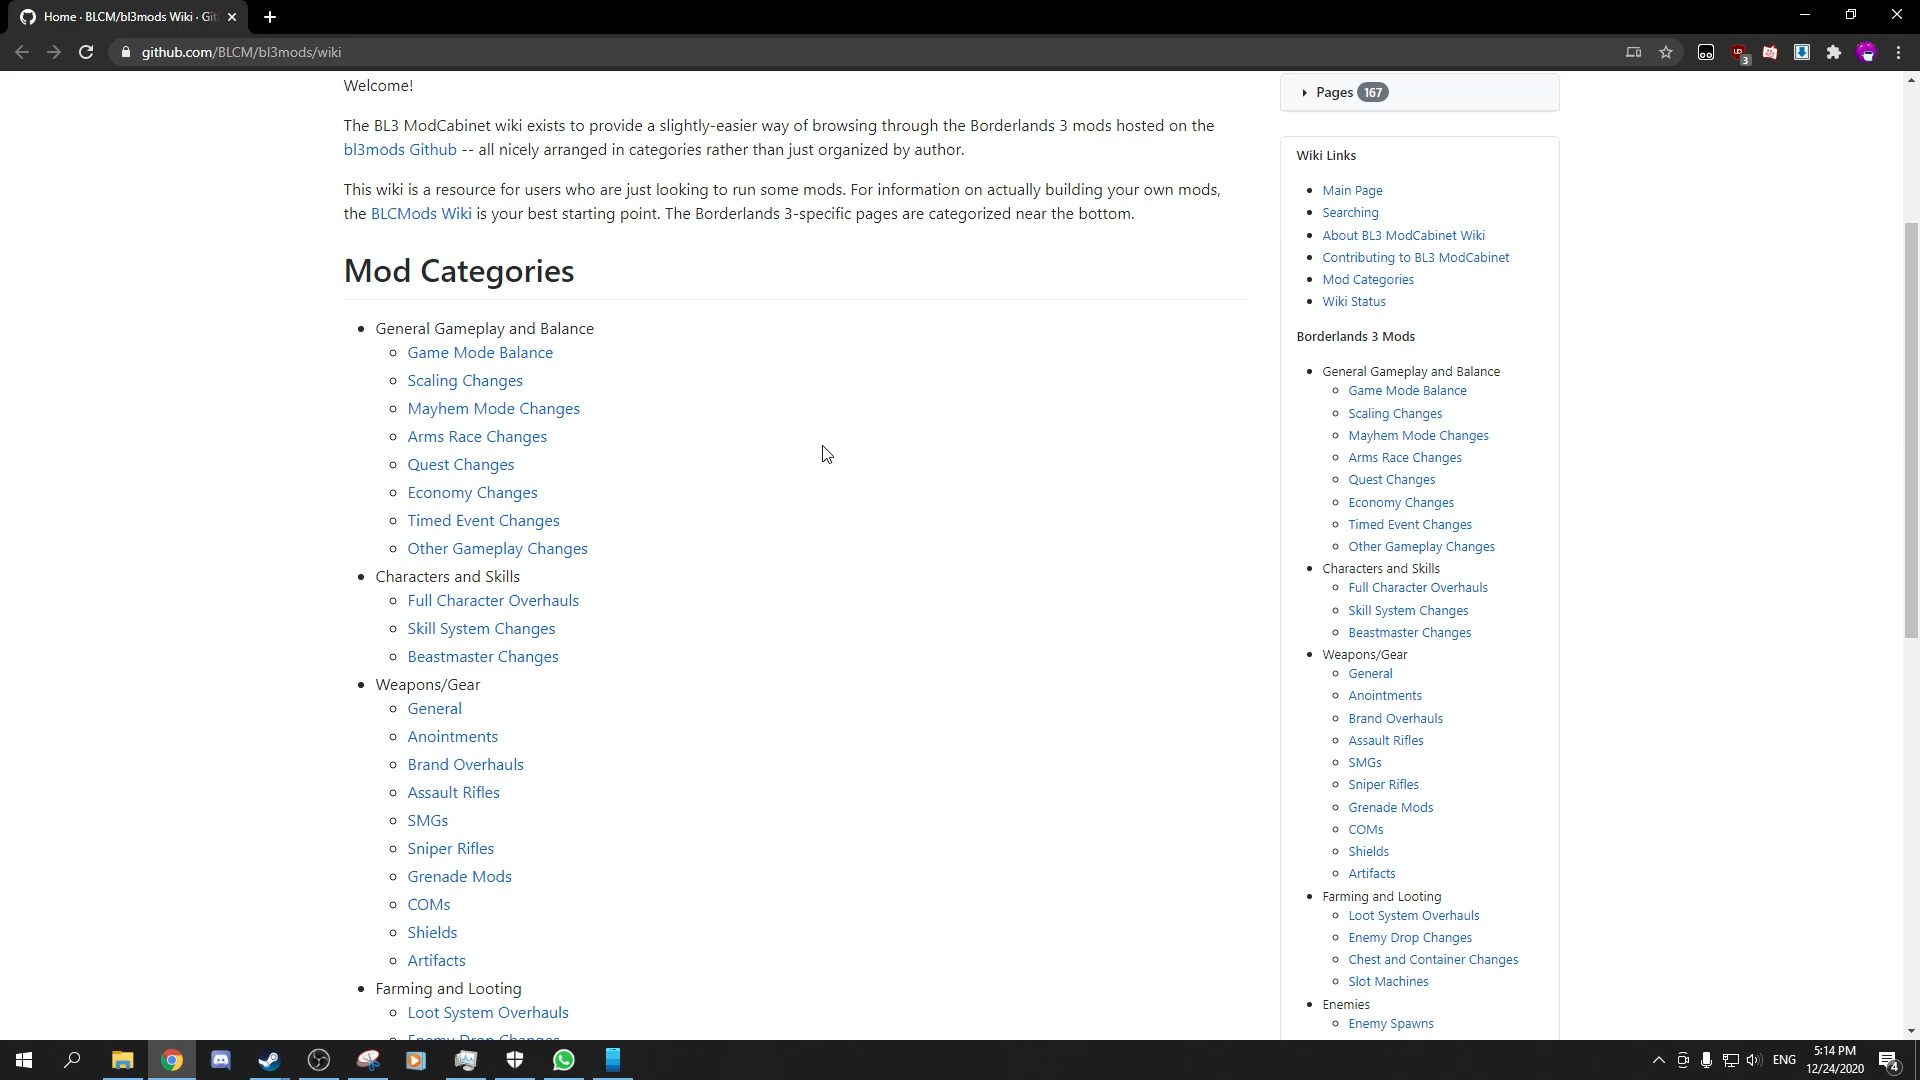 Home · BLCM/bl3mods Wiki · Git
github.com/BLCM/bl3mods/wiki
3
Welcome!
The BL3 ModCabinet wiki exists to provide a slightly-easier way of browsing through the Borderlands 3 mods hosted on the
bl3mods Github -- all nicely arranged in categories rather than just organized by author.
This wiki is a resource for users who are just looking to run some mods. For information on actually building your own mods,
the BLCMods Wiki is your best starting point. The Borderlands 3-specific pages are categorized near the bottom.
Mod Categories
General Gameplay and Balance
Game Mode Balance
Scaling Changes
Mayhem Mode Changes
Arms Race Changes
Quest Changes
Economy Changes
Timed Event Changes
Other Gameplay Changes
Characters and Skills
Full Character Overhauls
Skill System Changes
Beastmaster Changes
Weapons/Gear
General
Anointments
Brand Overhauls
Assault Rifles
SMGs
Sniper Rifles
Grenade Mods
COMs
Shields
Artifacts
Farming and Looting
Loot System Overhauls
Enemy Drop Changes
Pages 167
Wiki Links
Main Page
Searching
About BL3 ModCabinet Wiki
Contributing to BL3 ModCabinet
Mod Categories
Wiki Status
Borderlands 3 Mods
General Gameplay and Balance
Game Mode Balance
Scaling Changes
Mayhem Mode Changes
Arms Race Changes
Quest Changes
Economy Changes
Timed Event Changes
Other Gameplay Changes
Characters and Skills
Full Character Overhauls
Skill System Changes
Beastmaster Changes
Weapons/Gear
General
Anointments
Brand Overhauls
Assault Rifles
SMGs
Sniper Rifles
Grenade Mods
COMs
Shields
Artifacts
Farming and Looting
Loot System Overhauls
Enemy Drop Changes
Chest and Container Changes
Slot Machines
Enemies
Enemy Spawns
ENG
5:14 PM
12/24/2020
4